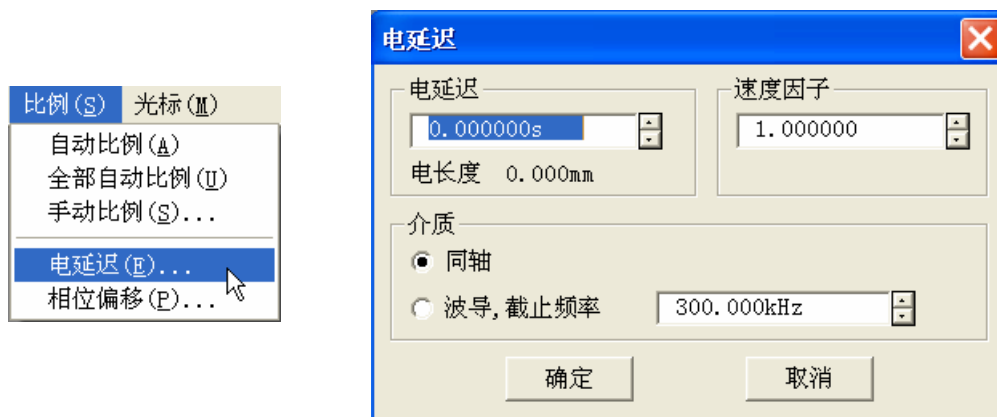 比例(S) 光标(M)
自动比例(A)
全部自动比例(U)
手动比例(S)...
电延迟(E)...
相位偏移(P)...
电延迟
电延迟
0.000000s
电长度 0.000mm
速度因子
1.000000
介质
同轴
波导,截止频率 300.000kHz
确定 取消